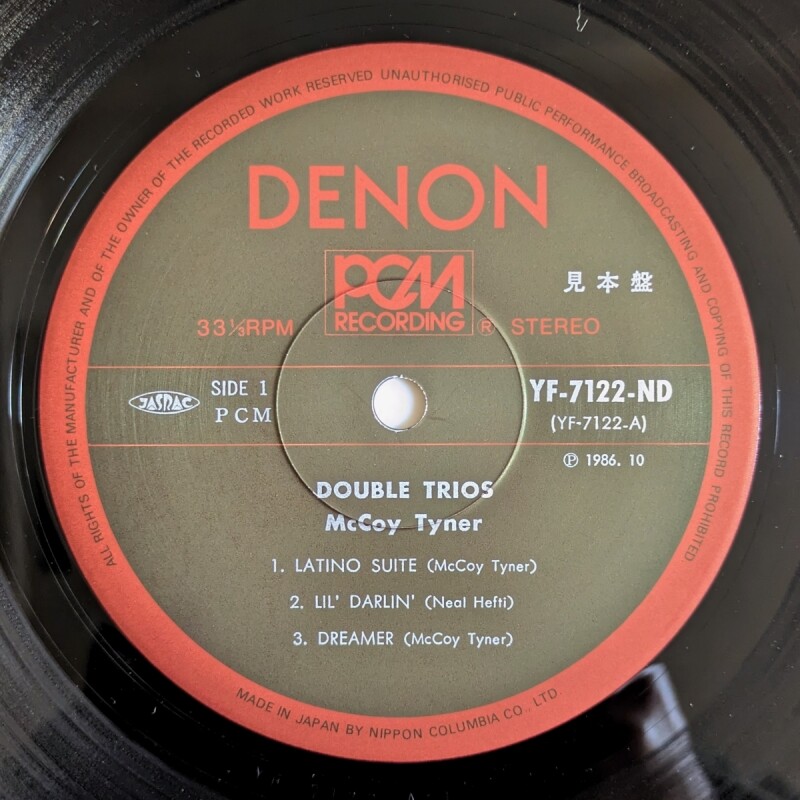 ALL RIGHTS OF THE MANUFACTURER AND OF THE OWNER OF THE RECORDED WORK RESERVED UNAUTHORISED PUBLIC PERFORMANCE BROADCASTING AND COPYING OF THIS RECORD PROHIBITED.
DENON
PCM
RECORDING
見本盤
33⅓RPM ® STEREO
JASRAC
SIDE 1
PCM
YF-7122-ND
(YF-7122-A)
℗ 1986. 10
DOUBLE TRIOS
McCoy Tyner
1. LATINO SUITE (McCoy Tyner)
2. LIL' DARLIN' (Neal Hefti)
3. DREAMER (McCoy Tyner)
MADE IN JAPAN BY NIPPON COLUMBIA CO., LTD.